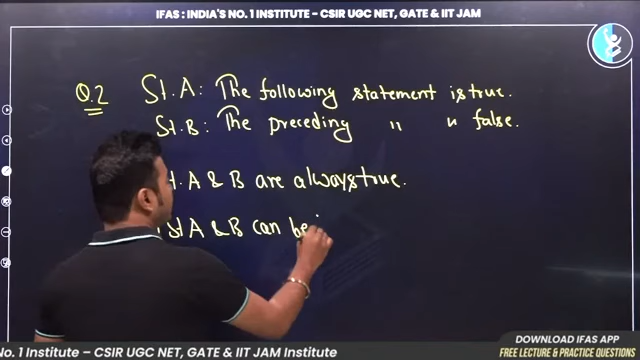 IFAS : INDIA'S NO. 1 INSTITUTE – CSIR UGC NET, GATE & IIT JAM
Q.2 St. A: The following statement is true.
St. B: The preceding " " false.
St. A & B are always true.
St A & B can be
No. 1 Institute – CSIR UGC NET, GATE & IIT JAM Institute
DOWNLOAD IFAS APP
FREE LECTURE & PRACTICE QUESTIONS